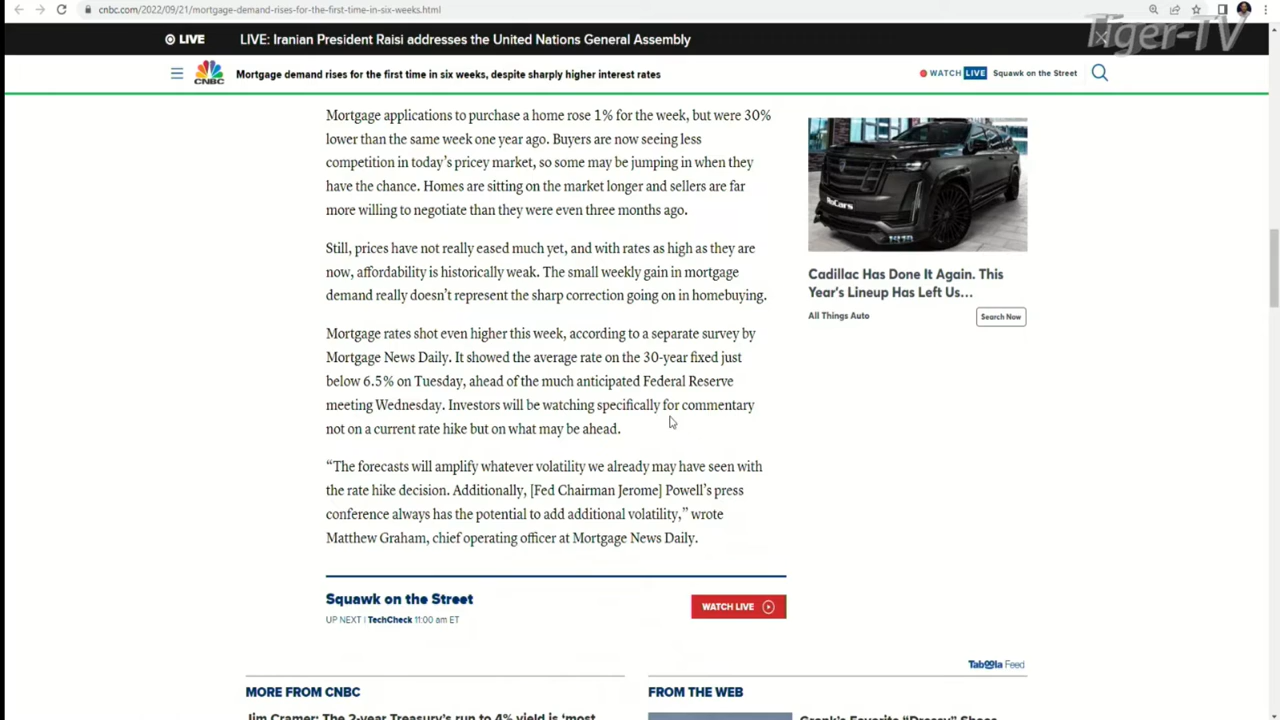 cnbc.com/2022/09/21/mortgage-demand-rises-for-the-first-time-in-six-weeks.html
Tiger-TV
LIVE
LIVE: Iranian President Raisi addresses the United Nations General Assembly
CNBC
Mortgage demand rises for the first time in six weeks, despite sharply higher interest rates
WATCH LIVE Squawk on the Street
Mortgage applications to purchase a home rose 1% for the week, but were 30%
lower than the same week one year ago. Buyers are now seeing less
competition in today's pricey market, so some may be jumping in when they
have the chance. Homes are sitting on the market longer and sellers are far
more willing to negotiate than they were even three months ago.
Still, prices have not really eased much yet, and with rates as high as they are
now, affordability is historically weak. The small weekly gain in mortgage
demand really doesn't represent the sharp correction going on in homebuying.
Mortgage rates shot even higher this week, according to a separate survey by
Mortgage News Daily. It showed the average rate on the 30-year fixed just
below 6.5% on Tuesday, ahead of the much anticipated Federal Reserve
meeting Wednesday. Investors will be watching specifically for commentary
not on a current rate hike but on what may be ahead.
“The forecasts will amplify whatever volatility we already may have seen with
the rate hike decision. Additionally, [Fed Chairman Jerome] Powell's press
conference always has the potential to add additional volatility,” wrote
Matthew Graham, chief operating officer at Mortgage News Daily.
Cadillac Has Done It Again. This
Year's Lineup Has Left Us...
All Things Auto
Search Now
Squawk on the Street
UP NEXT | TechCheck 11:00 am ET
WATCH LIVE
Taboola Feed
MORE FROM CNBC
Jim Cramer: The 2-year Treasury's run to 4% yield is 'most
FROM THE WEB
Gronk's Favorite “Dressy” Shoes